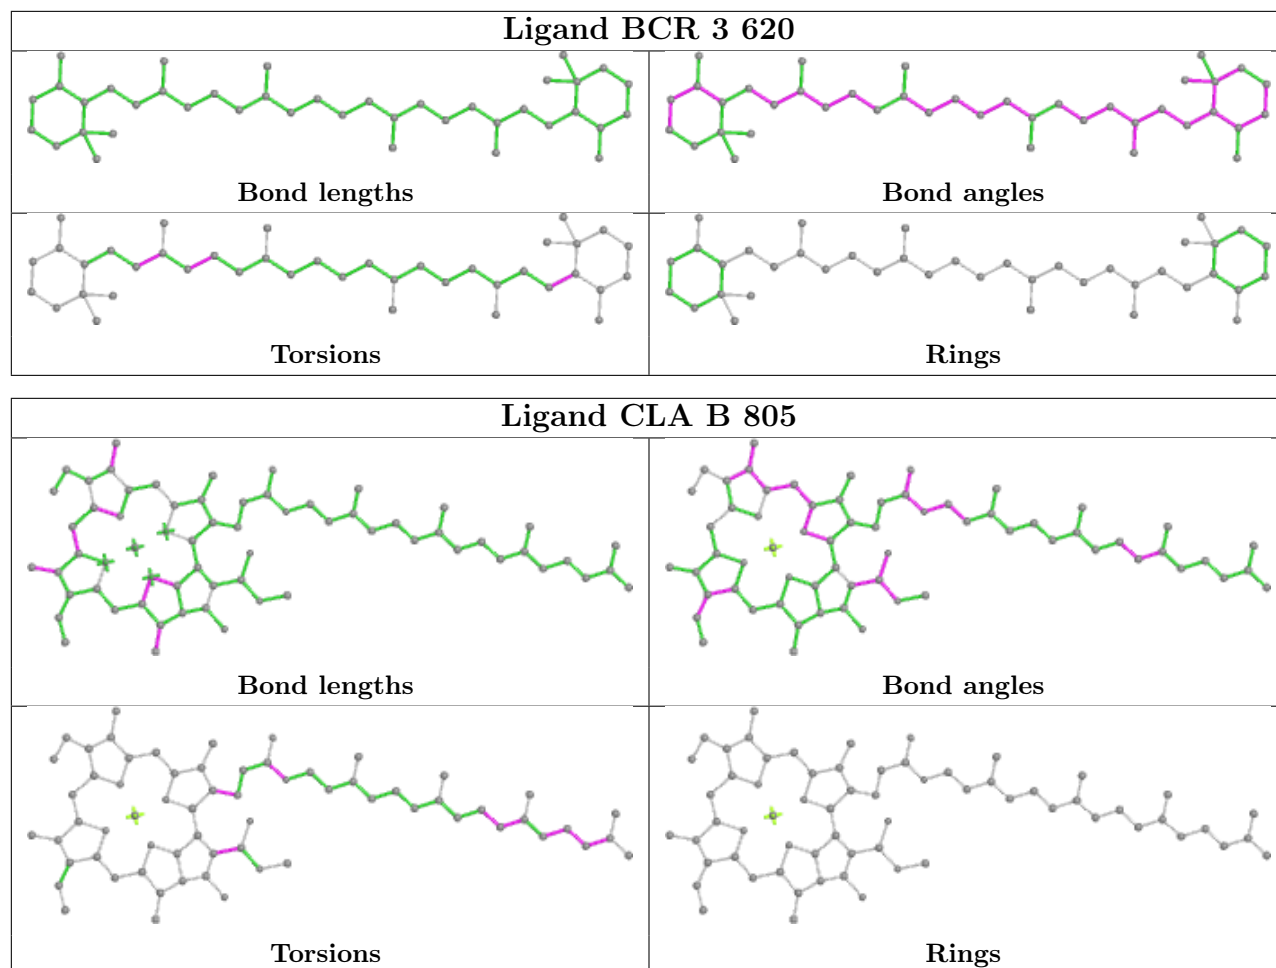 Ligand BCR 3 620
Bond lengths
Bond angles
Torsions
Rings
Ligand CLA B 805
Bond lengths
Bond angles
Torsions
Rings